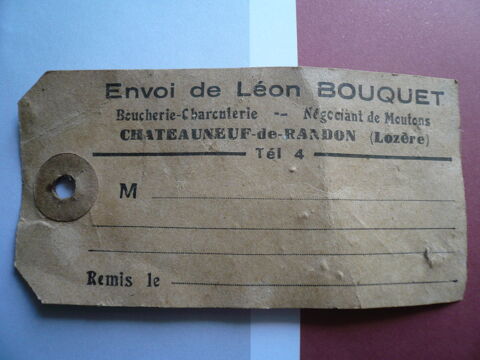 Envoi de Léon BOUQUET
Boucherie-Charcuterie -- Négociant de Moutons
CHATEAUNEUF-de-RANDON (Lozère)
Tél 4
M
Remis le